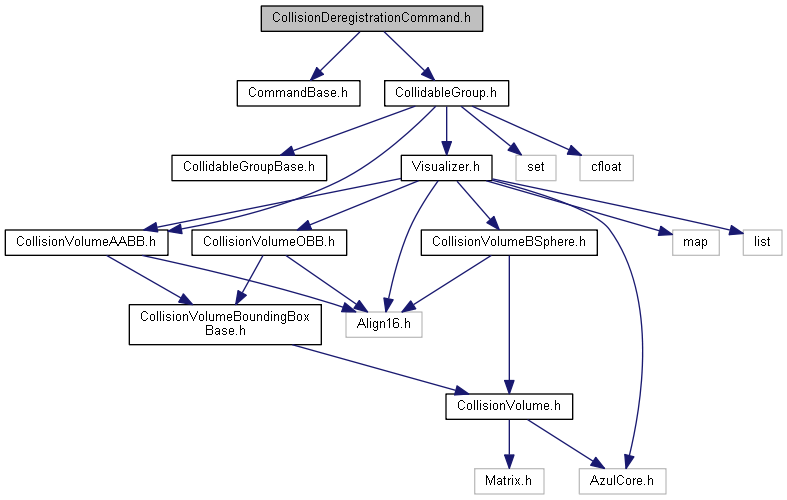 CollisionDeregistrationCommand.h
CommandBase.h
CollidableGroup.h
CollidableGroupBase.h
Visualizer.h
set
cfloat
CollisionVolumeAABB.h
CollisionVolumeOBB.h
CollisionVolumeBSphere.h
map
list
CollisionVolumeBoundingBox
Base.h
Align16.h
CollisionVolume.h
Matrix.h
AzulCore.h